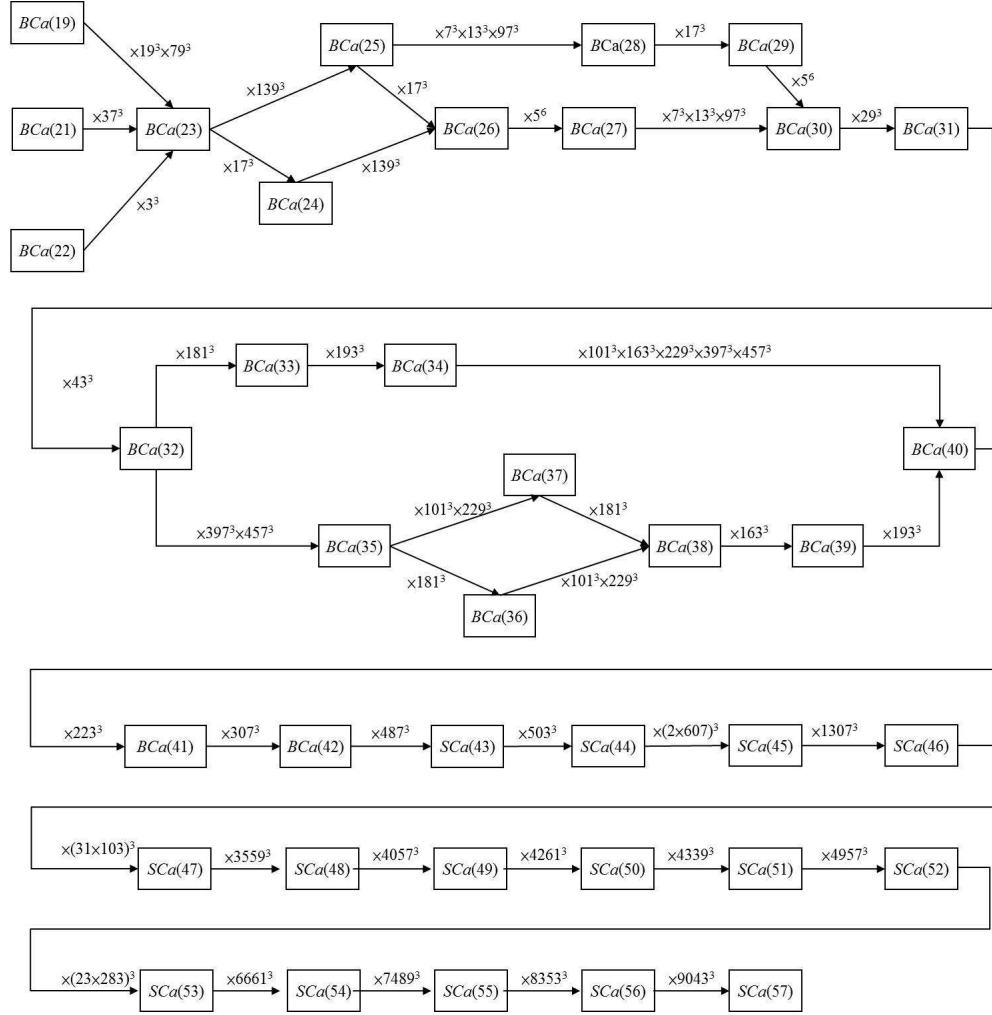 BCa(19)
×19³×79³
BCa(25)
×7³×13³×97³
BCa(28)
×17³
BCa(29)
×139³
×17³
×5⁶
BCa(21)
×37³
BCa(23)
BCa(26)
×5⁶
BCa(27)
×7³×13³×97³
BCa(30)
×29³
BCa(31)
×17³
×139³
×3³
BCa(24)
BCa(22)
×43³
×181³
BCa(33)
×193³
BCa(34)
×101³×163³×229³×397³×457³
BCa(32)
BCa(40)
BCa(37)
×101³×229³
×181³
×397³×457³
BCa(35)
BCa(38)
×163³
BCa(39)
×193³
×181³
×101³×229³
BCa(36)
×223³
BCa(41)
×307³
BCa(42)
×487³
SCa(43)
×503³
SCa(44)
×(2×607)³
SCa(45)
×1307³
SCa(46)
×(31×103)³
SCa(47)
×3559³
SCa(48)
×4057³
SCa(49)
×4261³
SCa(50)
×4339³
SCa(51)
×4957³
SCa(52)
×(23×283)³
SCa(53)
×6661³
SCa(54)
×7489³
SCa(55)
×8353³
SCa(56)
×9043³
SCa(57)